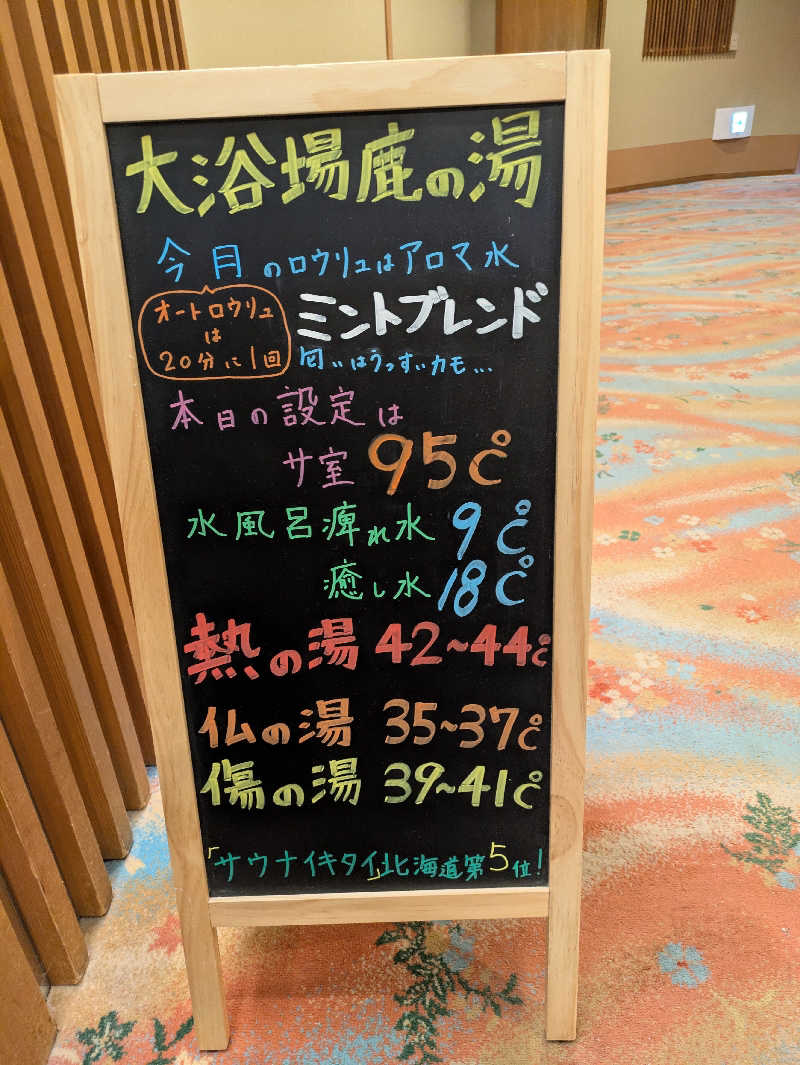 大浴場鹿の湯
今月のロウリュはアロマ水
オートロウリュ
は
20分に1回
ミントブレンド
匂いはうっすいカモ...
本日の設定は
サ室 95℃
水風呂痺れ水 9℃
癒し水 18℃
熱の湯 42~44℃
仏の湯 35~37℃
傷の湯 39~41℃
「サウナイキタイ」北海道第5位!